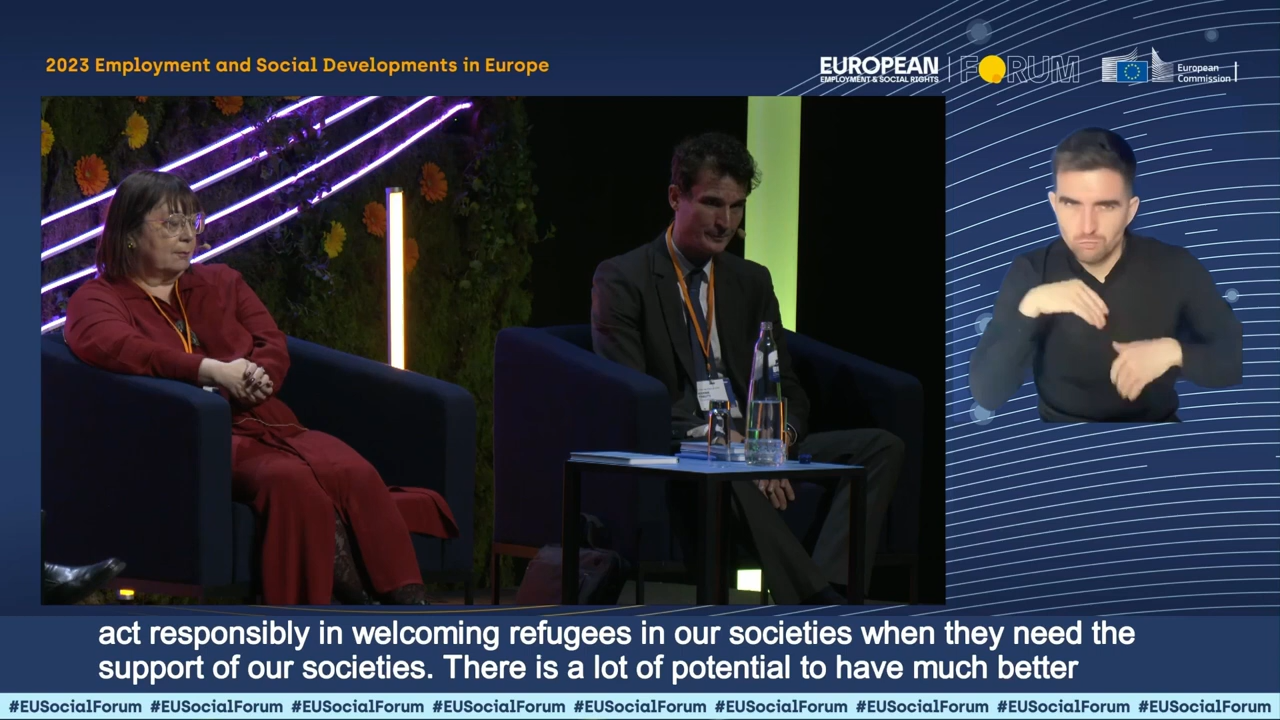 2023 Employment and Social Developments in Europe
EUROPEAN
EMPLOYMENT & SOCIAL RIGHTS
FORUM
European
Commission
act responsibly in welcoming refugees in our societies when they need the
support of our societies. There is a lot of potential to have much better
#EUSocialForum #EUSocialForum #EUSocialForum #EUSocialForum #EUSocialForum #EUSocialForum #EUSocialForum #EUSocialForum #EUSocialForum